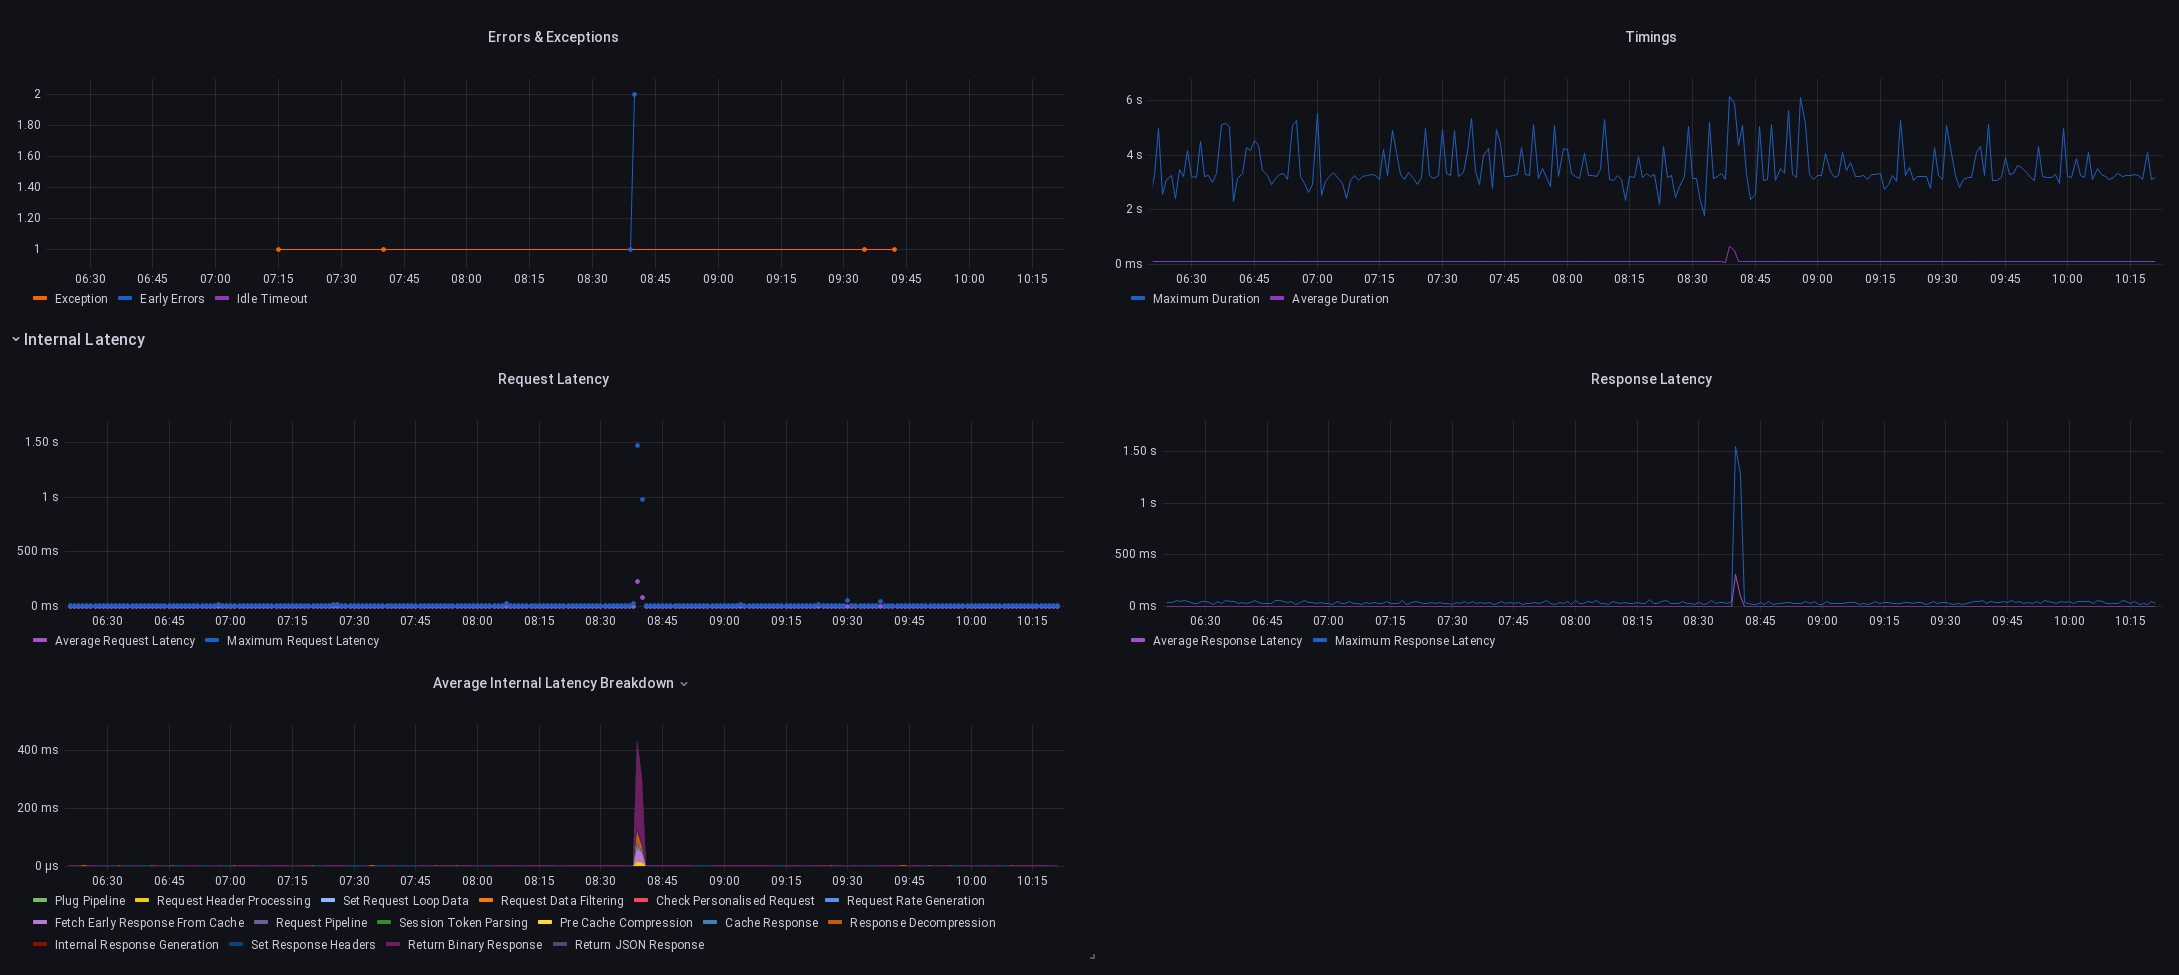 Errors & Exceptions
2
1.80
1.60
1.40
1.20
1
06:30 06:45 07:00 07:15 07:30 07:45 08:00 08:15 08:30 08:45 09:00 09:15 09:30 09:45 10:00 10:15
Exception Early Errors Idle Timeout
Timings
6 s
4 s
2 s
0 ms
06:30 06:45 07:00 07:15 07:30 07:45 08:00 08:15 08:30 08:45 09:00 09:15 09:30 09:45 10:00 10:15
Maximum Duration Average Duration
Internal Latency
Request Latency
1.50 s
1 s
500 ms
0 ms
06:30 06:45 07:00 07:15 07:30 07:45 08:00 08:15 08:30 08:45 09:00 09:15 09:30 09:45 10:00 10:15
Average Request Latency Maximum Request Latency
Response Latency
1.50 s
1 s
500 ms
0 ms
06:30 06:45 07:00 07:15 07:30 07:45 08:00 08:15 08:30 08:45 09:00 09:15 09:30 09:45 10:00 10:15
Average Response Latency Maximum Response Latency
Average Internal Latency Breakdown
400 ms
200 ms
0 µs
06:30 06:45 07:00 07:15 07:30 07:45 08:00 08:15 08:30 08:45 09:00 09:15 09:30 09:45 10:00 10:15
Plug Pipeline Request Header Processing Set Request Loop Data Request Data Filtering Check Personalised Request Request Rate Generation
Fetch Early Response From Cache Request Pipeline Session Token Parsing Pre Cache Compression Cache Response Response Decompression
Internal Response Generation Set Response Headers Return Binary Response Return JSON Response